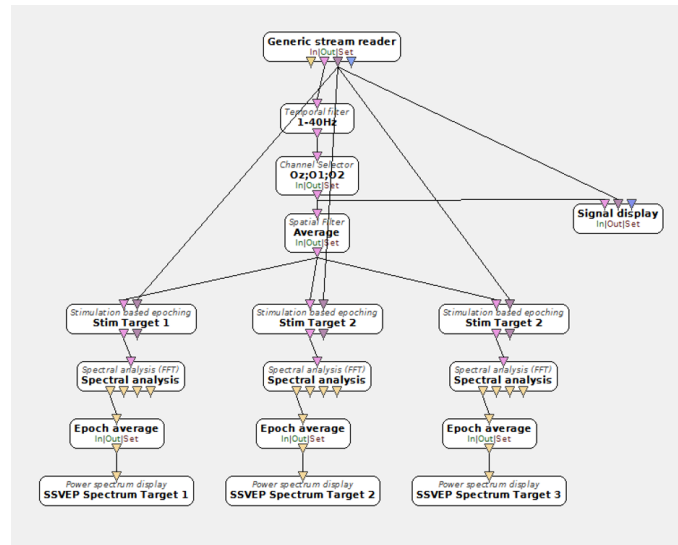 Generic stream reader
In|Out|Set
Temporal filter
1-40Hz
Channel Selector
Oz;O1;O2
In|Out|Set
Spatial Filter
Average
In|Out|Set
Signal display
In|Out|Set
Stimulation based epoching
Stim Target 1
Stimulation based epoching
Stim Target 2
Stimulation based epoching
Stim Target 2
Spectral analysis (FFT)
Spectral analysis
Spectral analysis (FFT)
Spectral analysis
Spectral analysis (FFT)
Spectral analysis
Epoch average
In|Out|Set
Epoch average
In|Out|Set
Epoch average
In|Out|Set
Power spectrum display
SSVEP Spectrum Target 1
Power spectrum display
SSVEP Spectrum Target 2
Power spectrum display
SSVEP Spectrum Target 3